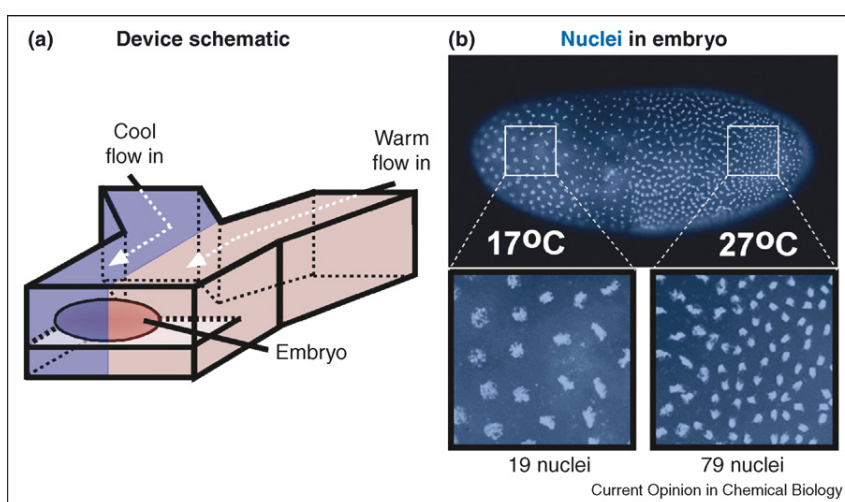 (a) Device schematic
Cool
flow in
Warm
flow in
Embryo
(b) Nuclei in embryo
17ºC 27ºC
19 nuclei 79 nuclei
Current Opinion in Chemical Biology